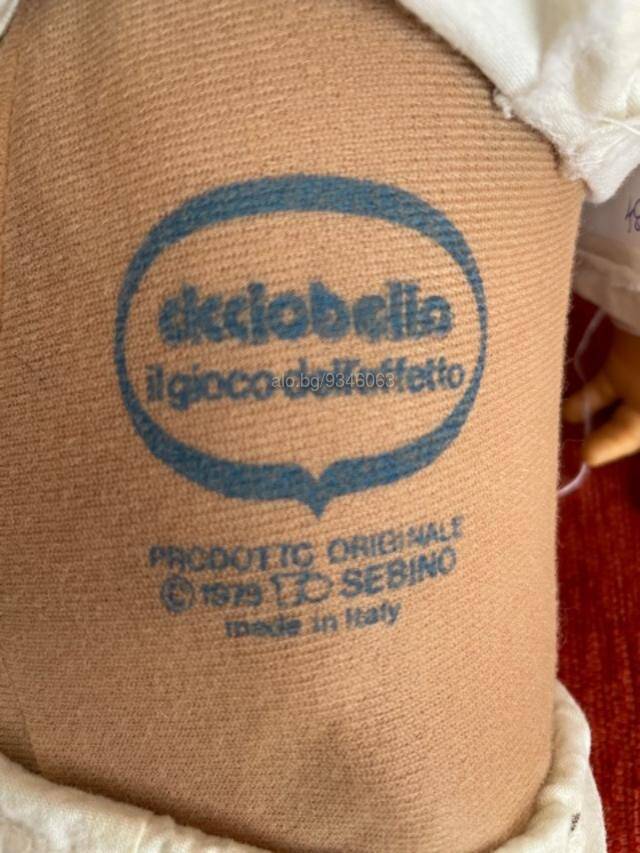 cicciobello
il gioco dell'affetto
alo.bg/9346063
PRODOTTO ORIGINALE
© 1979 SEBINO
made in Italy